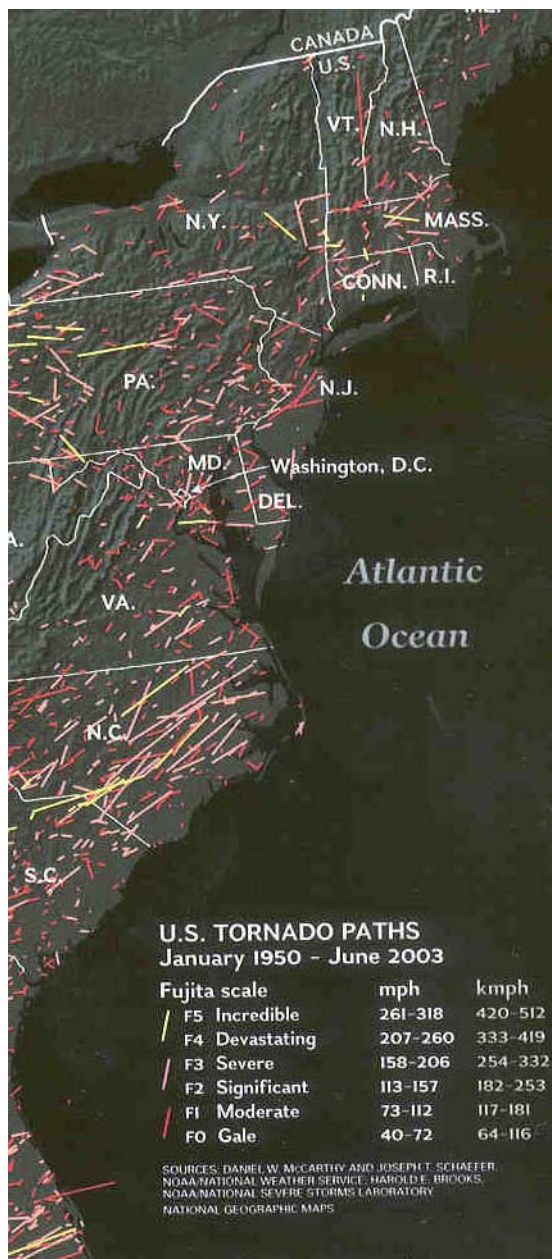 ME.
CANADA
U.S.
VT.
N.H.
N.Y.
MASS.
CONN.
R.I.
PA.
N.J.
MD.
Washington, D.C.
DEL.
A.
VA.
Atlantic
Ocean
N.C.
S.C.
U.S. TORNADO PATHS
January 1950 – June 2003
Fujita scale mph kmph
F5 Incredible 261-318 420-512
F4 Devastating 207-260 333-419
F3 Severe 158-206 254-332
F2 Significant 113-157 182-253
F1 Moderate 73-112 117-181
F0 Gale 40-72 64-116
SOURCES: DANIEL W. McCARTHY AND JOSEPH T. SCHAEFER,
NOAA/NATIONAL WEATHER SERVICE; HAROLD E. BROOKS,
NOAA/NATIONAL SEVERE STORMS LABORATORY
NATIONAL GEOGRAPHIC MAPS